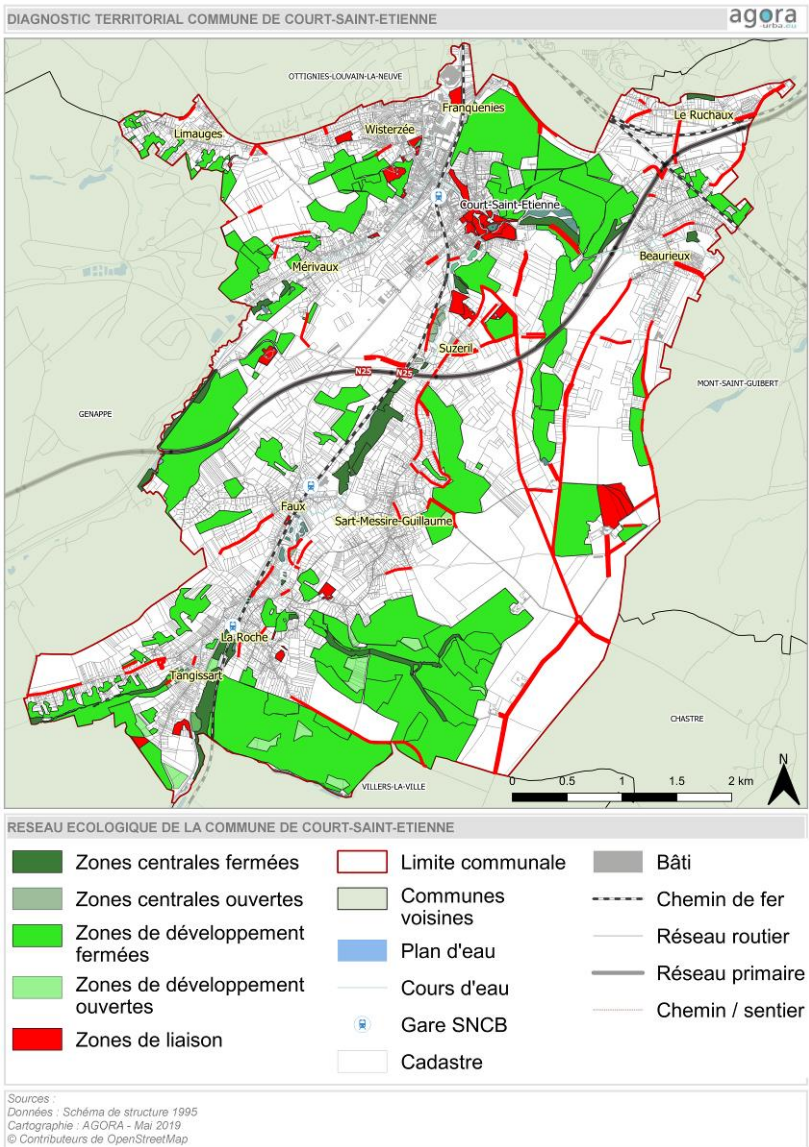 DIAGNOSTIC TERRITORIAL COMMUNE DE COURT-SAINT-ETIENNE
agora
-urba.eu
OTTIGNIES-LOUVAIN-LA-NEUVE
Franquenies
Le Ruchaux
Limauges
Wisterzée
Court-Saint-Etienne
Beaurieux
Mérivaux
Suzeril
N25
N25
MONT-SAINT-GUIBERT
GENAPPE
Faux
Sart-Messire-Guillaume
La Roche
Tangissart
CHASTRE
N
0 0.5 1 1.5 2 km
VILLERS-LA-VILLE
RESEAU ECOLOGIQUE DE LA COMMUNE DE COURT-SAINT-ETIENNE
Zones centrales fermées
Zones centrales ouvertes
Zones de développement
fermées
Zones de développement
ouvertes
Zones de liaison
Limite communale
Communes
voisines
Plan d'eau
Cours d'eau
Gare SNCB
Cadastre
Bâti
Chemin de fer
Réseau routier
Réseau primaire
Chemin / sentier
Sources :
Données : Schéma de structure 1995
Cartographie : AGORA - Mai 2019
© Contributeurs de OpenStreetMap